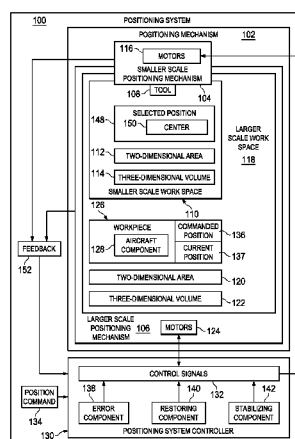 100
POSITIONING SYSTEM
POSITIONING MECHANISM
102
116
MOTORS
SMALLER SCALE
POSITIONING MECHANISM
104
TOOL
108
LARGER
SCALE WORK
SPACE
118
148
SELECTED POSITION
150
CENTER
112
TWO-DIMENSIONAL AREA
114
THREE-DIMENSIONAL VOLUME
SMALLER SCALE WORK SPACE
110
126
WORKPIECE
128
AIRCRAFT
COMPONENT
COMMANDED
POSITION
136
CURRENT
POSITION
137
FEEDBACK
152
TWO-DIMENSIONAL AREA
120
THREE-DIMENSIONAL VOLUME
122
LARGER SCALE
POSITIONING
MECHANISM
106
MOTORS
124
CONTROL SIGNALS
132
POSITION
COMMAND
134
138
140
142
ERROR
COMPONENT
RESTORING
COMPONENT
STABILIZING
COMPONENT
130
POSITIONING SYSTEM CONTROLLER